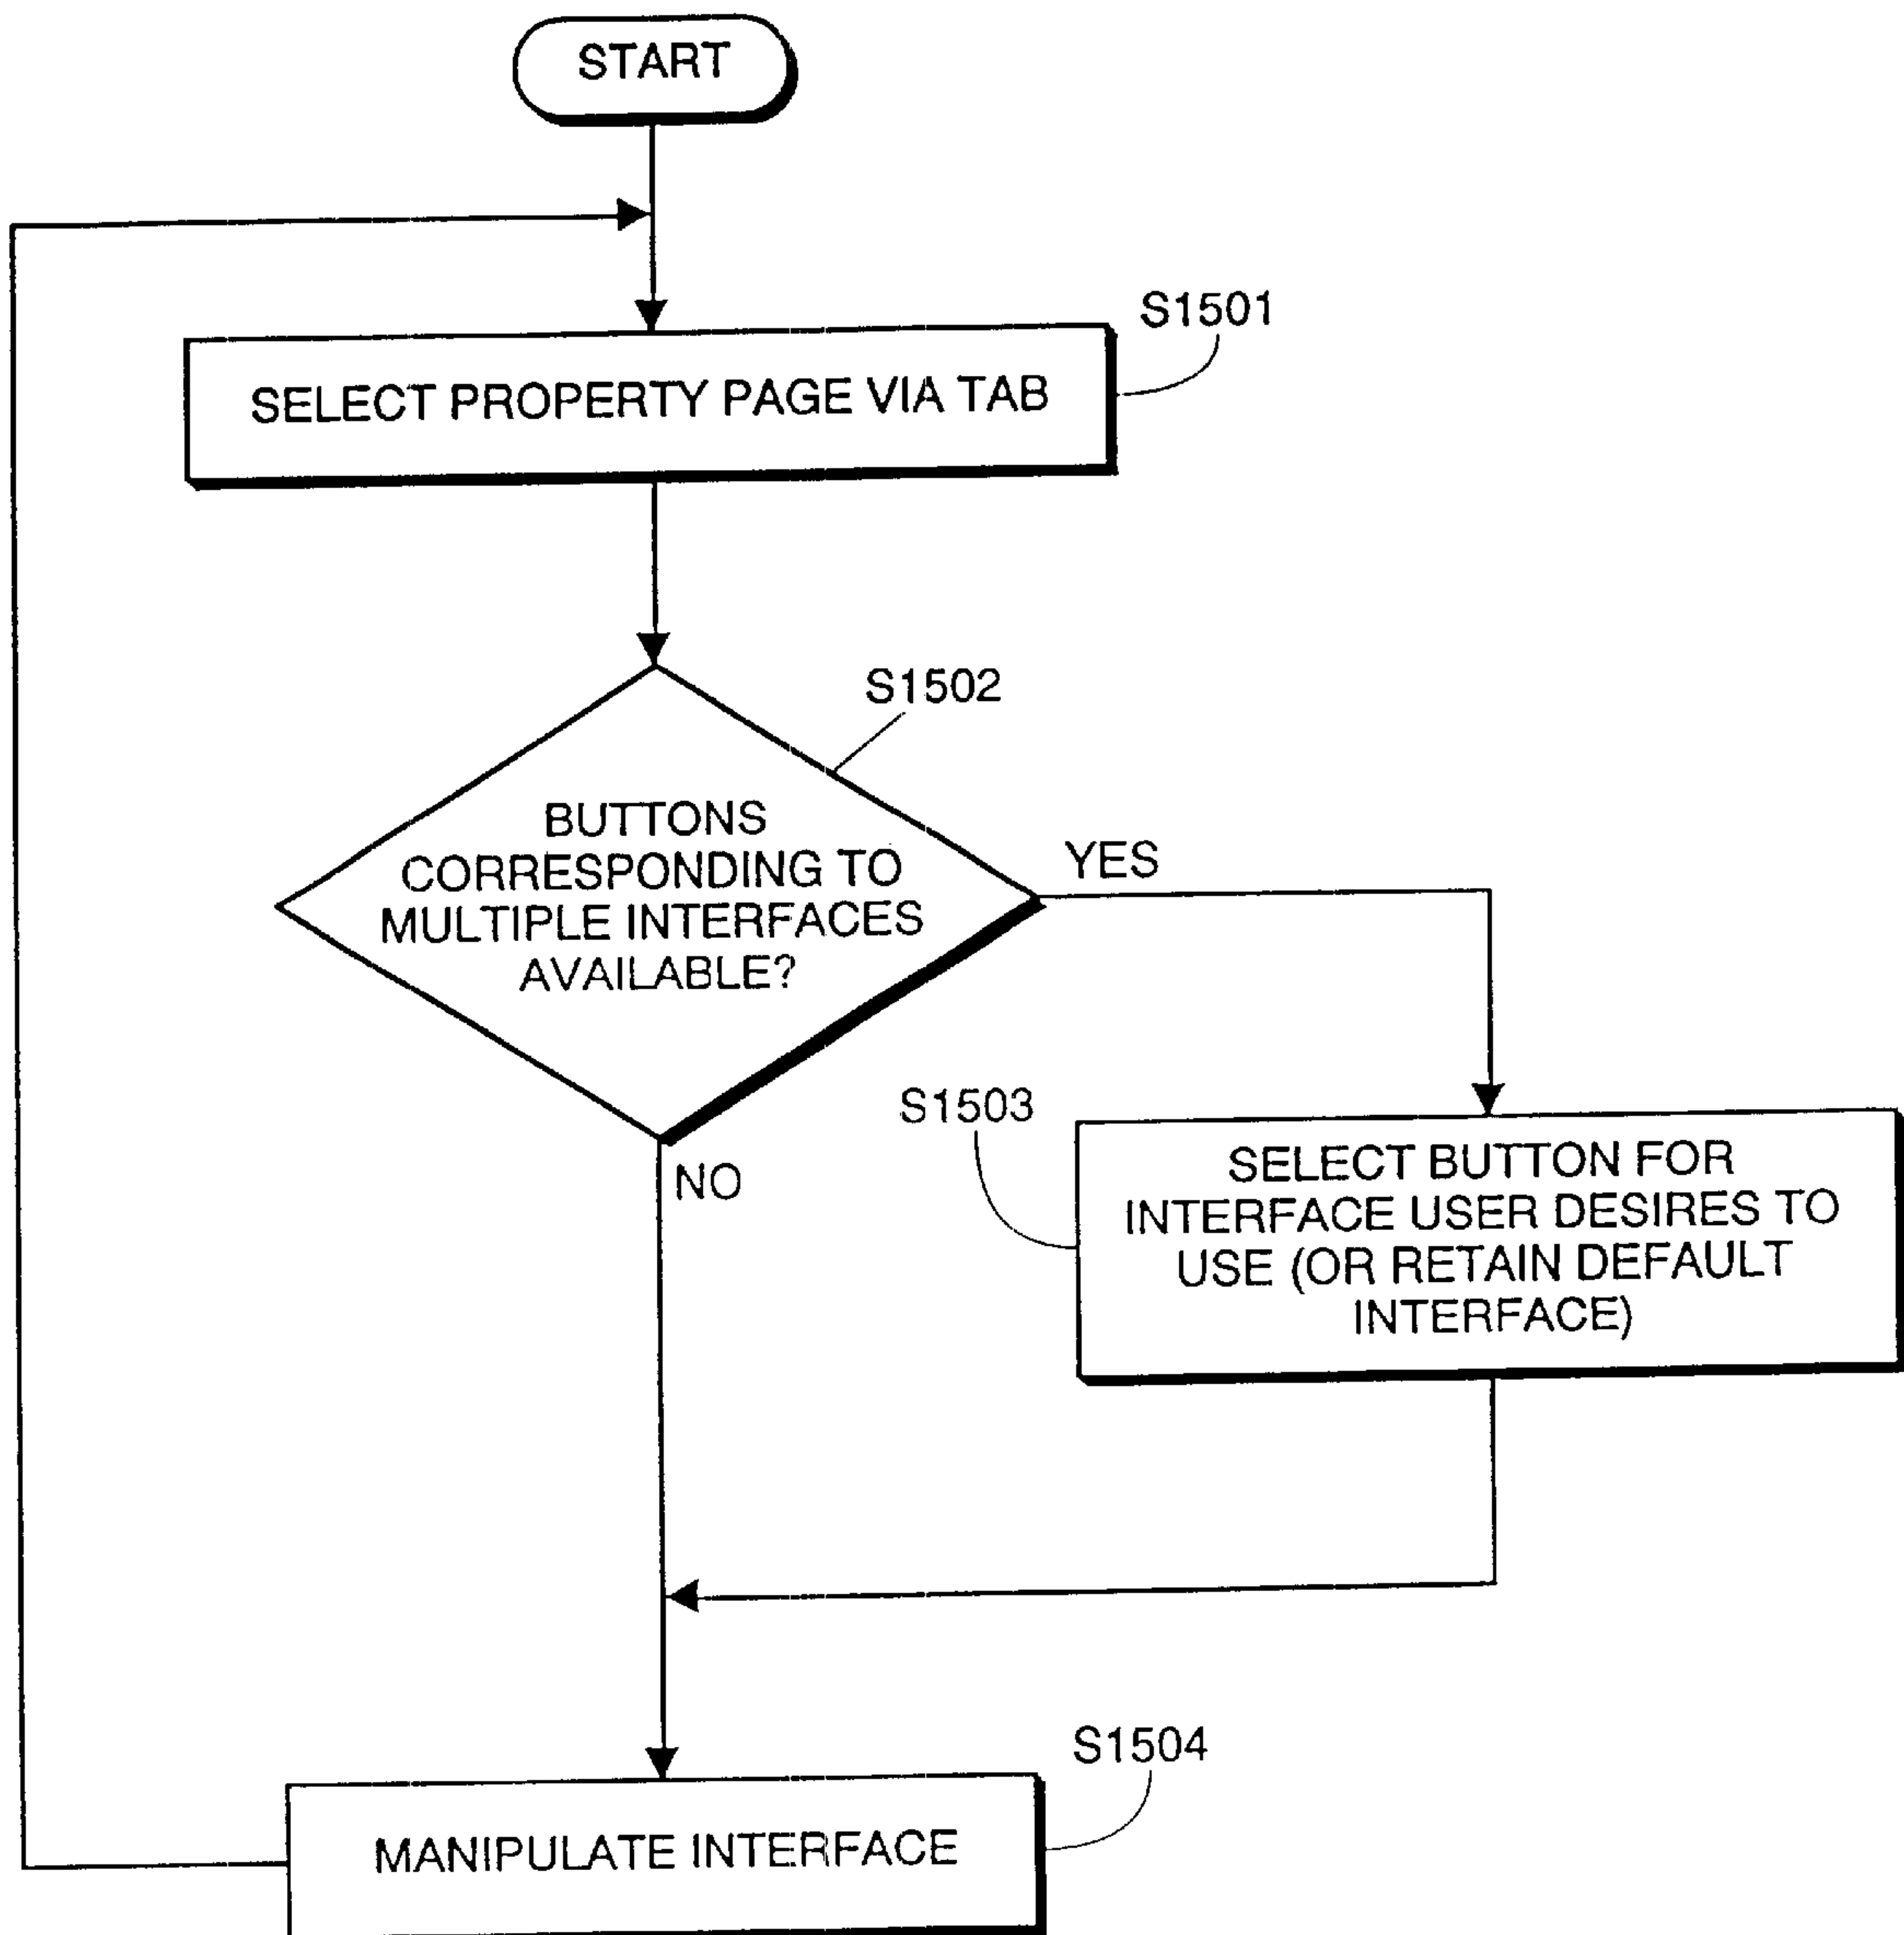 START
S1501
SELECT PROPERTY PAGE VIA TAB
S1502
BUTTONS
CORRESPONDING TO
MULTIPLE INTERFACES
AVAILABLE?
YES
NO
S1503
SELECT BUTTON FOR
INTERFACE USER DESIRES TO
USE (OR RETAIN DEFAULT
INTERFACE)
S1504
MANIPULATE INTERFACE